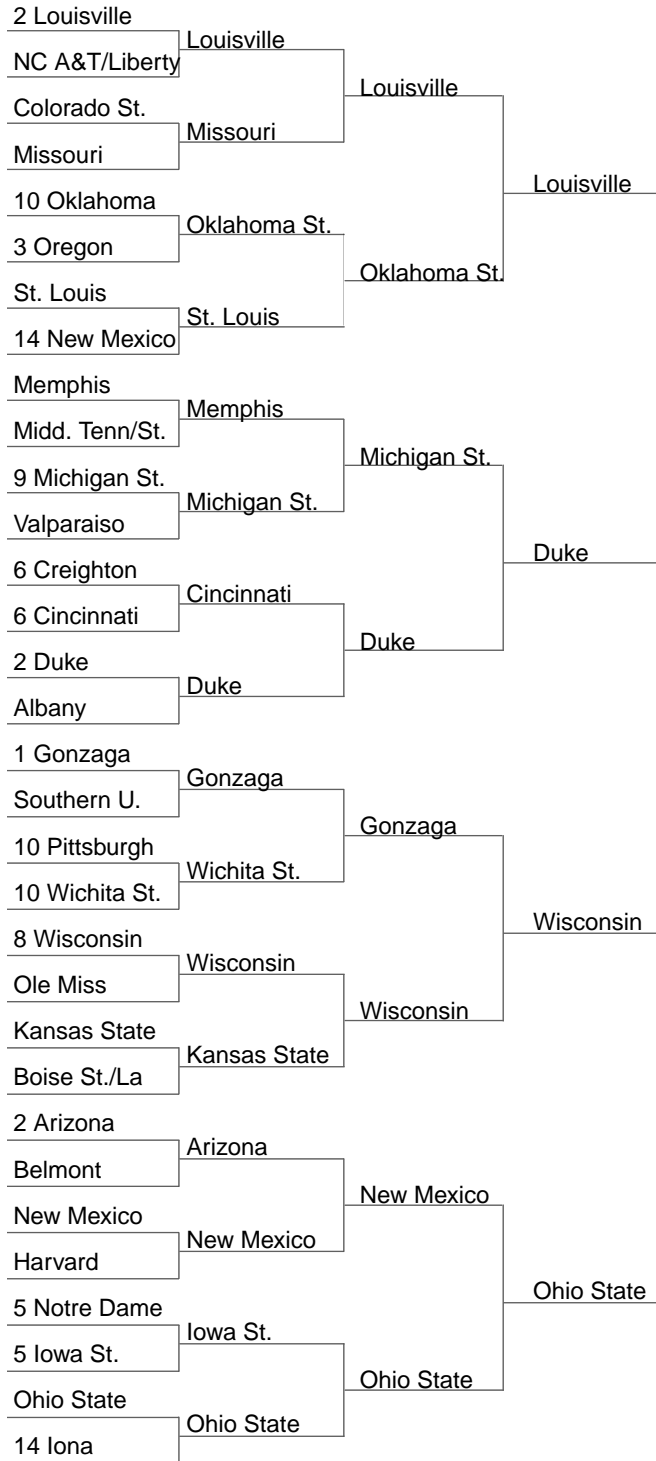 2 Louisville
NC A&T/Liberty
Colorado St.
Missouri
10 Oklahoma
3 Oregon
St. Louis
14 New Mexico
Memphis
Midd. Tenn/St.
9 Michigan St.
Valparaiso
6 Creighton
6 Cincinnati
2 Duke
Albany
1 Gonzaga
Southern U.
10 Pittsburgh
10 Wichita St.
8 Wisconsin
Ole Miss
Kansas State
Boise St./La
2 Arizona
Belmont
New Mexico
Harvard
5 Notre Dame
5 Iowa St.
Ohio State
14 Iona
Louisville
Missouri
Oklahoma St.
St. Louis
Memphis
Michigan St.
Cincinnati
Duke
Gonzaga
Wichita St.
Wisconsin
Kansas State
Arizona
New Mexico
Iowa St.
Ohio State
Louisville
Oklahoma St.
Michigan St.
Duke
Gonzaga
Wisconsin
New Mexico
Ohio State
Louisville
Duke
Wisconsin
Ohio State